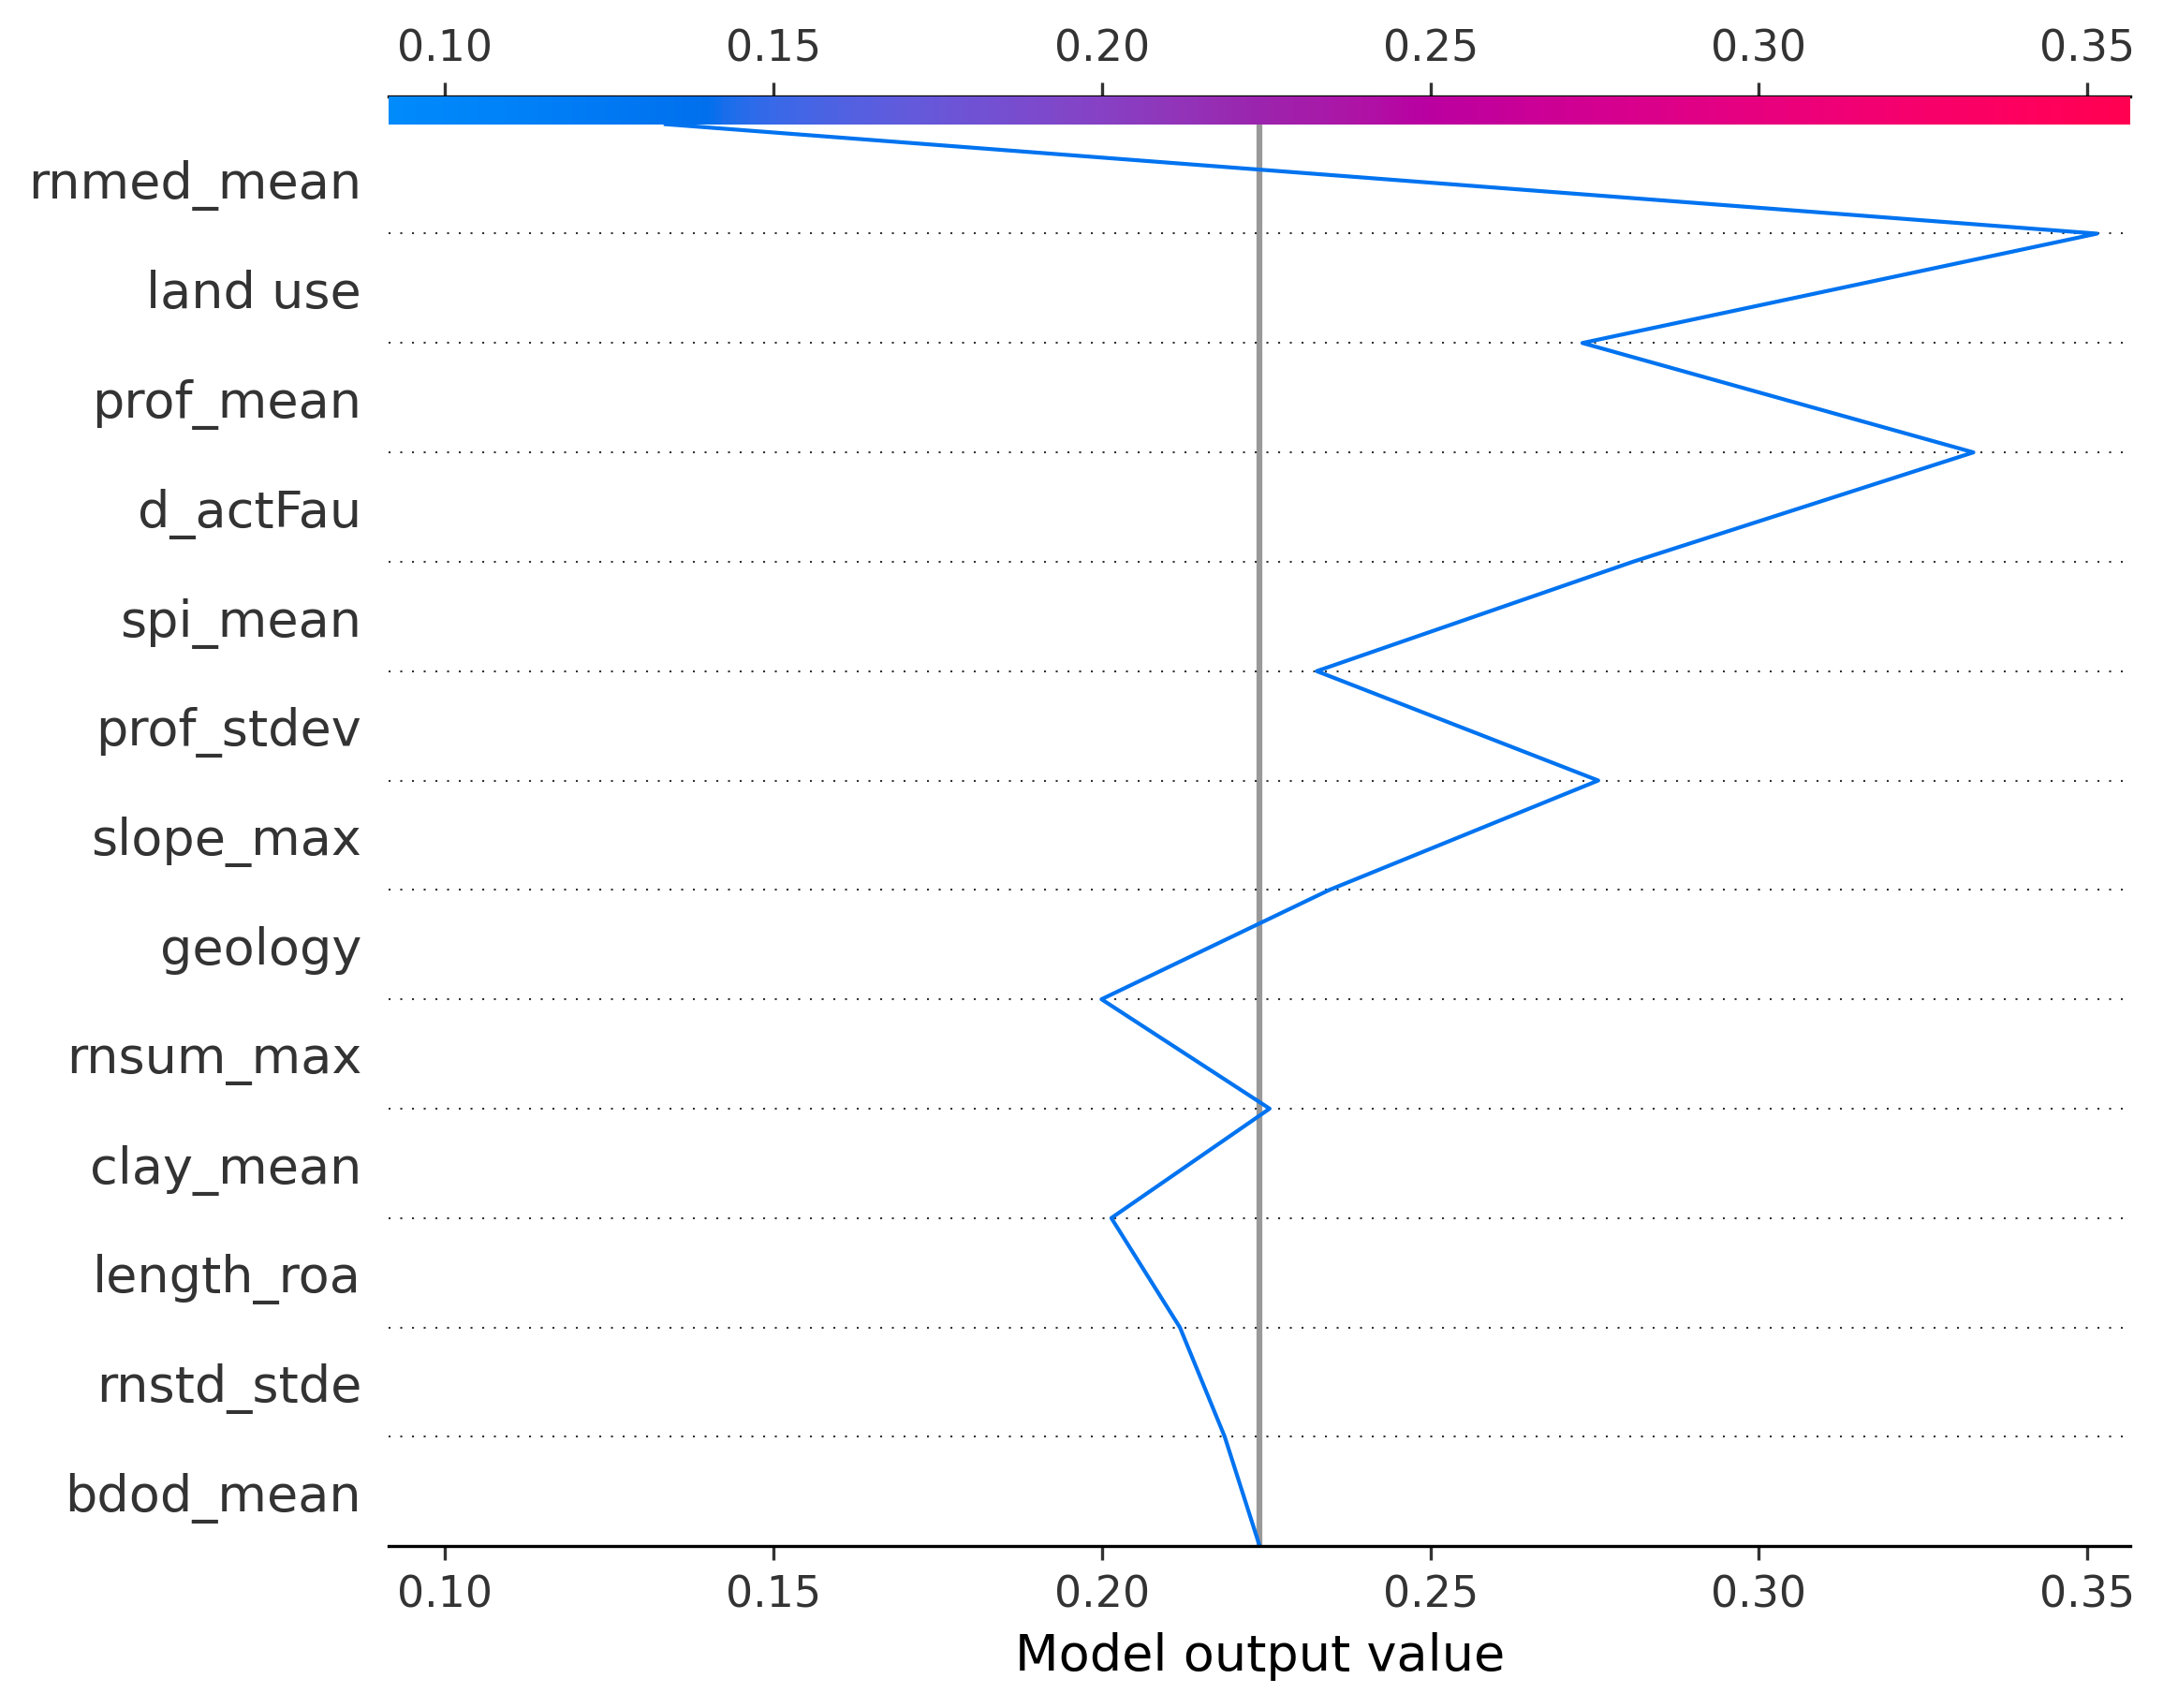 0.10 0.15 0.20 0.25 0.30 0.35
rnmed_mean
land use
prof_mean
d_actFau
spi_mean
prof_stdev
slope_max
geology
rnsum_max
clay_mean
length_roa
rnstd_stde
bdod_mean
0.10 0.15 0.20 0.25 0.30 0.35
Model output value